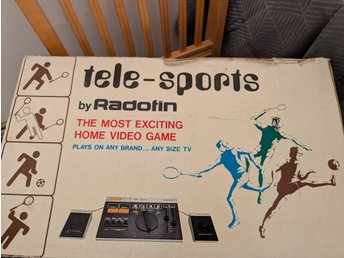 tele-sports
by Radofin
THE MOST EXCITING
HOME VIDEO GAME
PLAYS ON ANY BRAND.... ANY SIZE TV